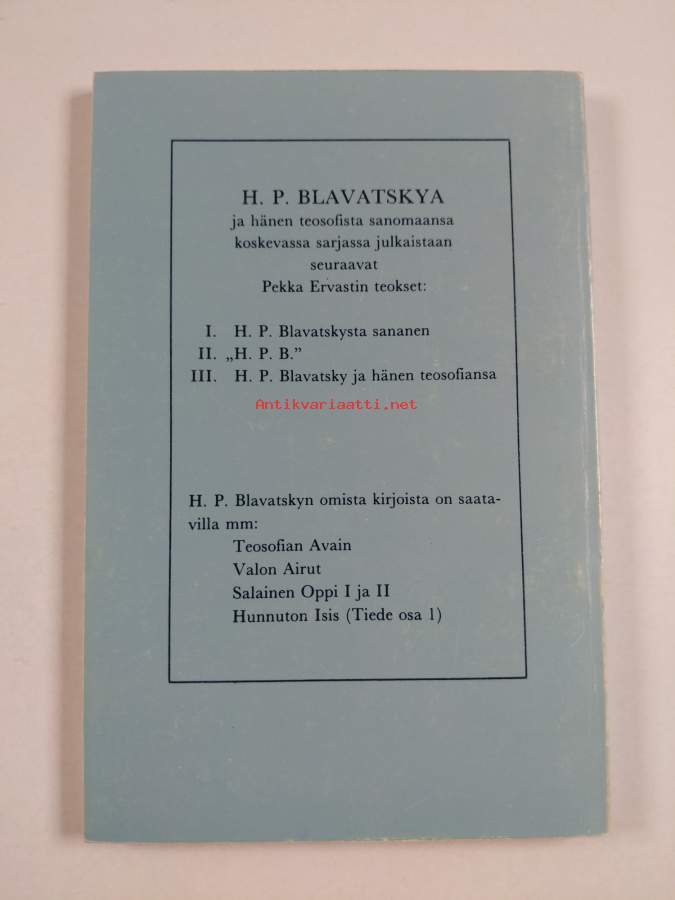 H. P. BLAVATSKYA
ja hänen teosofista sanomaansa
koskevassa sarjassa julkaistaan
seuraavat
Pekka Ervastin teokset:
I. H. P. Blavatskysta sananen
II. „H. P. B.”
III. H. P. Blavatsky ja hänen teosofiansa
Antikvariaatti.net
H. P. Blavatskyn omista kirjoista on saata-
villa mm:
Teosofian Avain
Valon Airut
Salainen Oppi I ja II
Hunnuton Isis (Tiede osa 1)